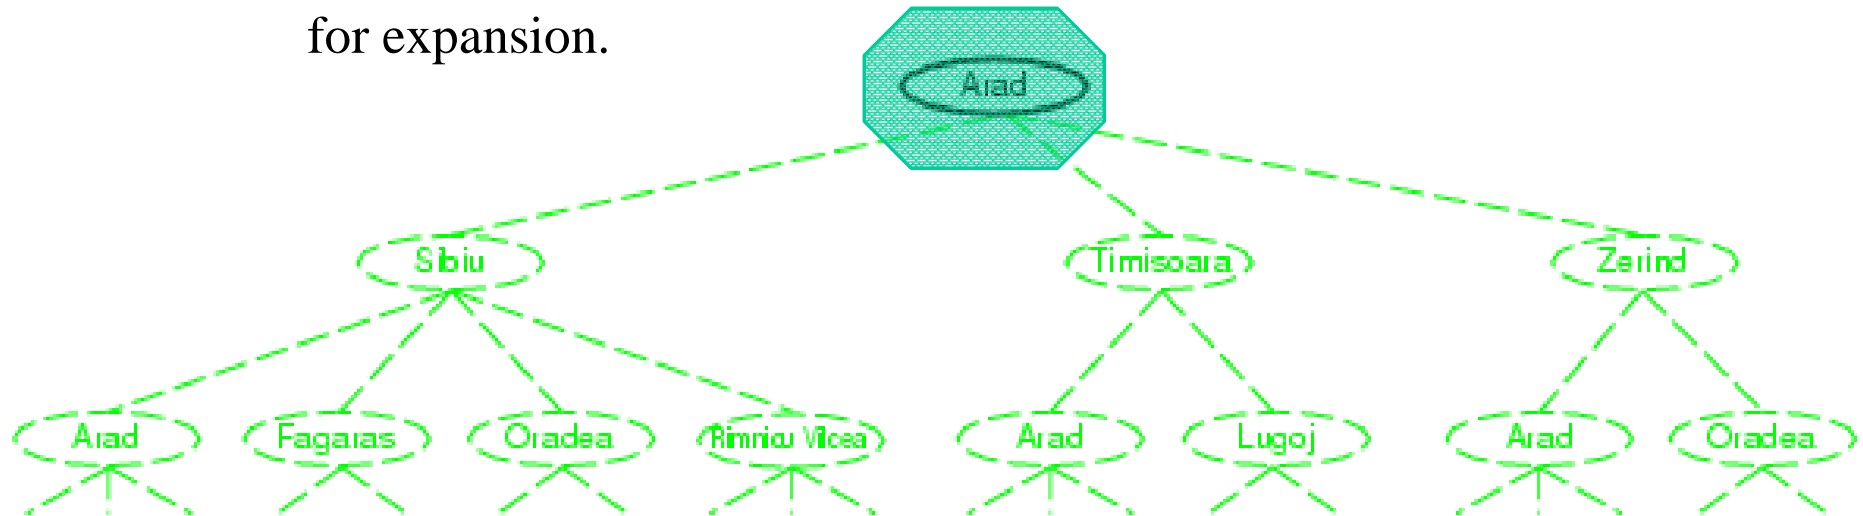 for expansion.
Arad
Sibiu Timisoara Zerind
Arad Fagaras Oradea Rimnicu Vilcea Arad Lugoj Arad Oradea